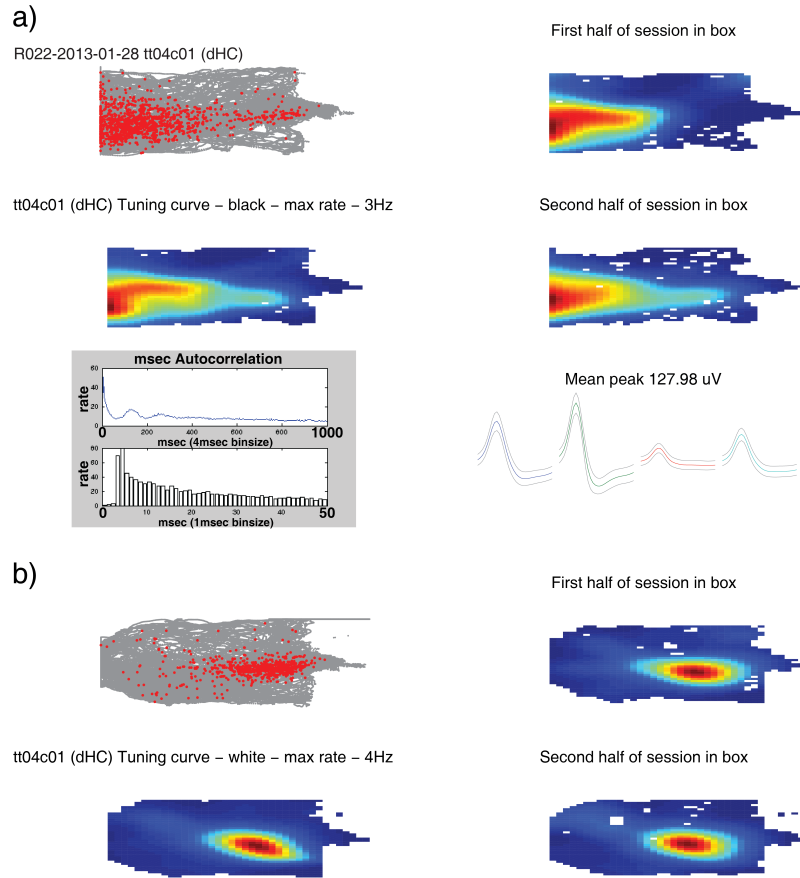 a)
First half of session in box
R022-2013-01-28 tt04c01 (dHC)
tt04c01 (dHC) Tuning curve – black – max rate – 3Hz
Second half of session in box
msec Autocorrelation
60
40
20
0
rate
0 200 400 600 800 1000
msec (4msec binsize)
80
60
40
20
0
rate
0 10 20 30 40 50
msec (1msec binsize)
Mean peak 127.98 uV
b)
First half of session in box
tt04c01 (dHC) Tuning curve – white – max rate – 4Hz
Second half of session in box